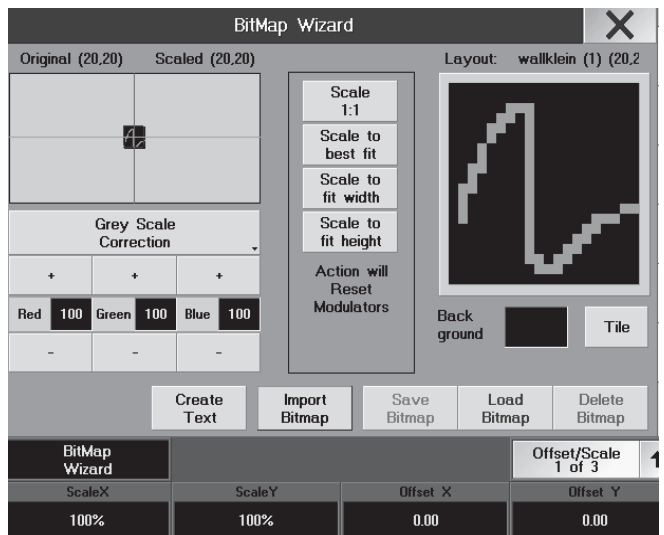 BitMap Wizard
Original (20,20) Scaled (20,20)
Layout: wallklein (1) (20,2
Scale
1:1
Scale to
best fit
Scale to
fit width
Scale to
fit height
Action will
Reset
Modulators
Grey Scale
Correction
+ + +
Red 100 Green 100 Blue 100
- - -
Back
ground
Tile
Create
Text
Import
Bitmap
Save
Bitmap
Load
Bitmap
Delete
Bitmap
BitMap
Wizard
Offset/Scale
1 of 3
ScaleX ScaleY Offset X Offset Y
100% 100% 0.00 0.00